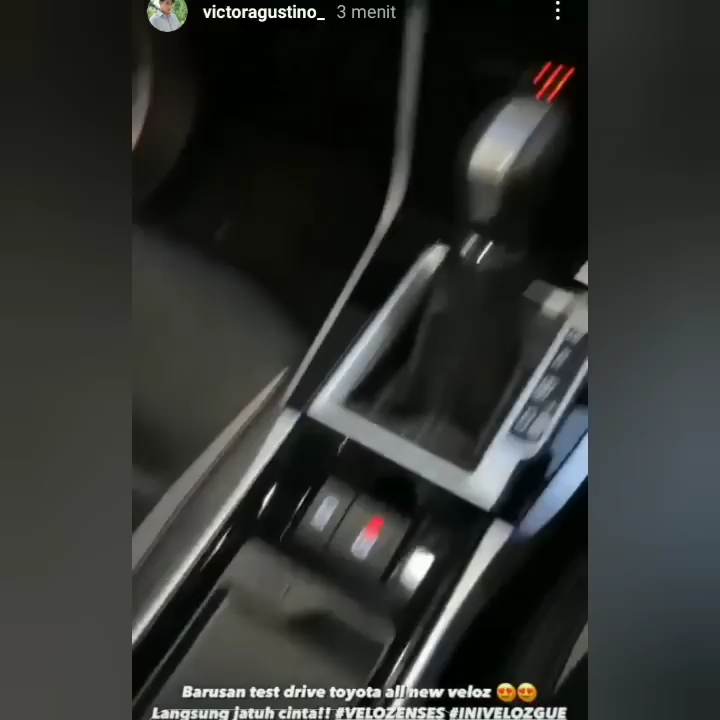 victoragustino_ 3 menit
Barusan test drive toyota all new veloz 😍😍
Langsung jatuh cinta!! #VELOZENSES #INIVELOZGUE